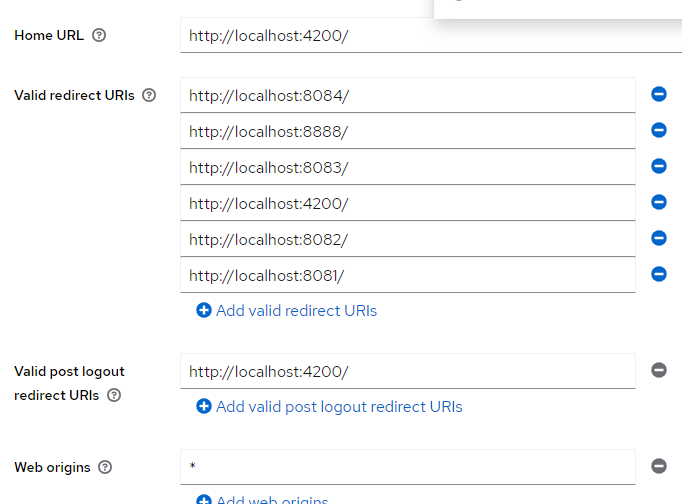 Home URL
http://localhost:4200/
Valid redirect URIs
http://localhost:8084/
http://localhost:8888/
http://localhost:8083/
http://localhost:4200/
http://localhost:8082/
http://localhost:8081/
Add valid redirect URIs
Valid post logout
redirect URIs
http://localhost:4200/
Add valid post logout redirect URIs
Web origins
*
Add web origins